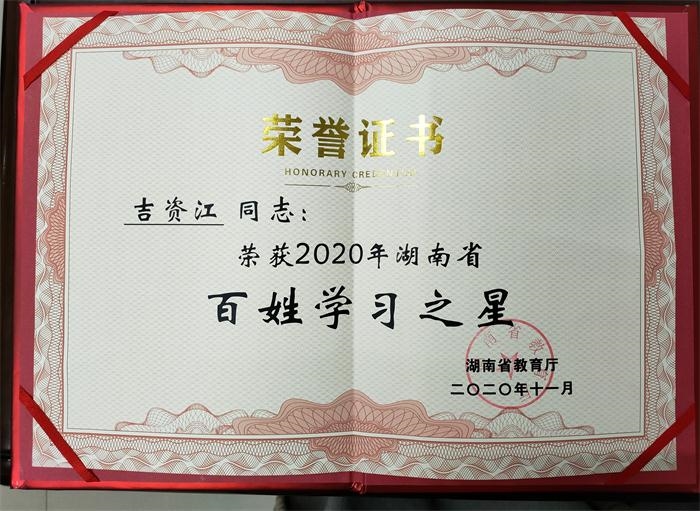 荣誉证书
HONORARY CREDENTIAL
吉资江 同志：
荣获2020年湖南省
百姓学习之星
湖南省教育厅
二〇二〇年十一月